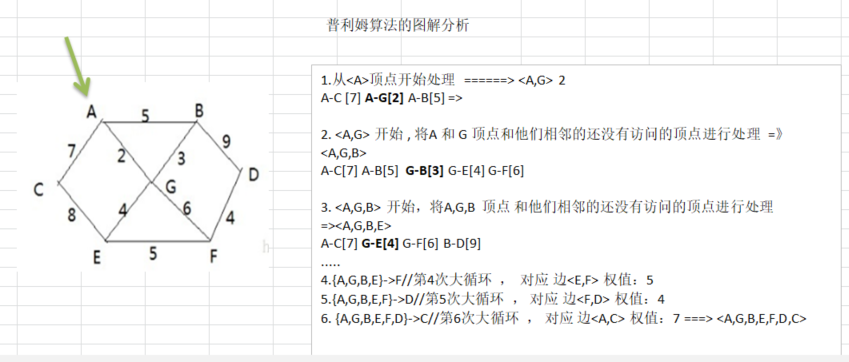 普利姆算法的图解分析
1.从<A>顶点开始处理 ======> <A,G> 2
A-C [7] A-G[2] A-B[5] =>
2. <A,G> 开始 , 将A 和 G 顶点和他们相邻的还没有访问的顶点进行处理 =》
<A,G,B>
A-C[7] A-B[5] G-B[3] G-E[4] G-F[6]
3. <A,G,B> 开始，将A,G,B 顶点 和他们相邻的还没有访问的顶点进行处理
=><A,G,B,E>
A-C[7] G-E[4] G-F[6] B-D[9]
.....
4.{A,G,B,E}->F//第4次大循环 ， 对应 边<E,F> 权值：5
5.{A,G,B,E,F}->D//第5次大循环 ， 对应 边<F,D> 权值：4
6. {A,G,B,E,F,D}->C//第6次大循环 ， 对应 边<A,C> 权值：7 ===> <A,G,B,E,F,D,C>
A
5
B
7
2
3
9
C
G
D
8
4
6
4
E
5
F